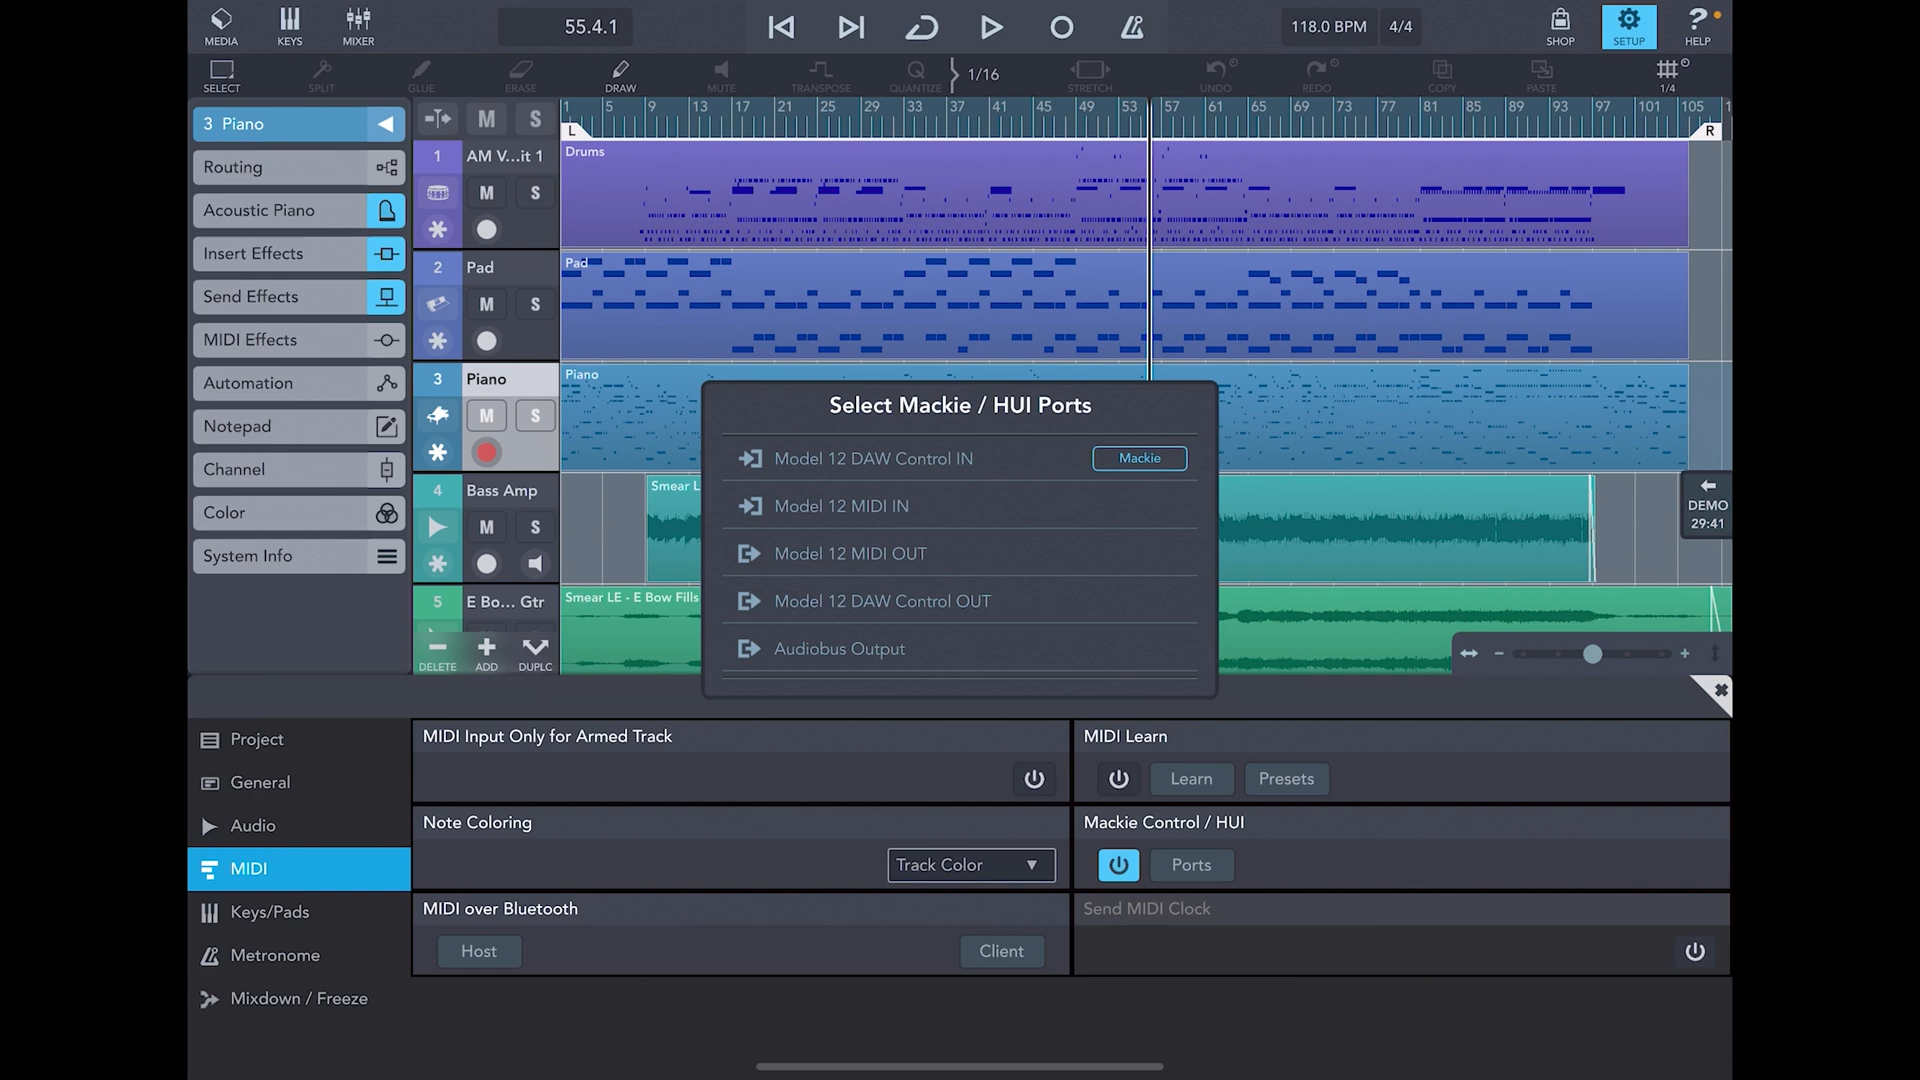 MEDIA KEYS MIXER 55.4.1 118.0 BPM 4/4 SHOP SETUP HELP
SELECT SPLIT GLUE ERASE DRAW MUTE TRANSPOSE QUANTIZE 1/16 STRETCH UNDO REDO COPY PASTE 1/4
3 Piano M S 1 5 9 13 17 21 25 29 33 37 41 45 49 53 57 61 65 69 73 77 81 85 89 93 97 101 105
L R
1 AM V...it 1 Drums
M S
Routing
Acoustic Piano
Insert Effects
Send Effects
MIDI Effects
Automation
Notepad
Channel
Color
System Info
2 Pad Pad
M S
3 Piano Piano
M S
4 Bass Amp Smear L
M S
5 E Bo... Gtr Smear LE - E Bow Fills
DELETE ADD DUPLC
DEMO
29:41
Select Mackie / HUI Ports
Model 12 DAW Control IN Mackie
Model 12 MIDI IN
Model 12 MIDI OUT
Model 12 DAW Control OUT
Audiobus Output
Project
General
Audio
MIDI
Keys/Pads
Metronome
Mixdown / Freeze
MIDI Input Only for Armed Track
Note Coloring
Track Color
MIDI over Bluetooth
Host Client
MIDI Learn
Learn Presets
Mackie Control / HUI
Ports
Send MIDI Clock